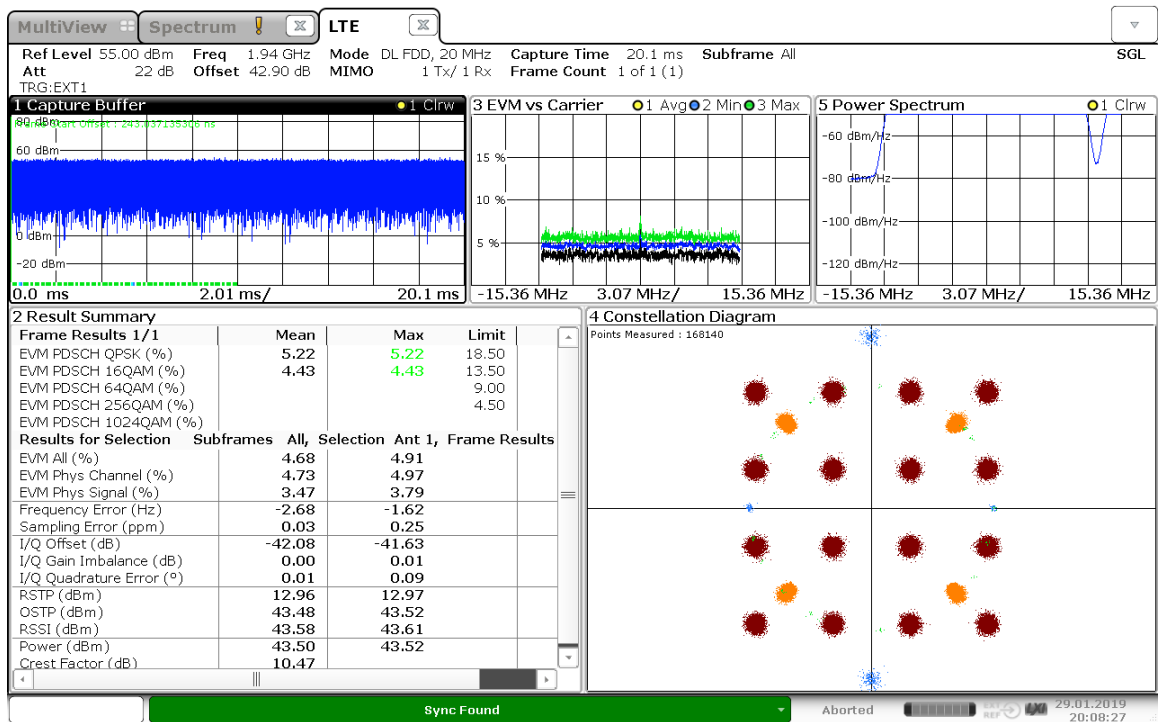 MultiView Spectrum LTE
Ref Level 55.00 dBm Freq 1.94 GHz Mode DL FDD, 20 MHz Capture Time 20.1 ms Subframe All SGL
Att 22 dB Offset 42.90 dB MIMO 1 Tx/ 1 Rx Frame Count 1 of 1 (1)
TRG:EXT1
1 Capture Buffer 1 Clrw
80 dBm
Frame Start Offset : 243.037135306 ns
60 dBm
0 dBm
-20 dBm
0.0 ms 2.01 ms/ 20.1 ms
3 EVM vs Carrier 1 Avg 2 Min 3 Max
15 %
10 %
5 %
-15.36 MHz 3.07 MHz/ 15.36 MHz
5 Power Spectrum 1 Clrw
-60 dBm/Hz
-80 dBm/Hz
-100 dBm/Hz
-120 dBm/Hz
-15.36 MHz 3.07 MHz/ 15.36 MHz
2 Result Summary
Frame Results 1/1 Mean Max Limit
EVM PDSCH QPSK (%) 5.22 5.22 18.50
EVM PDSCH 16QAM (%) 4.43 4.43 13.50
EVM PDSCH 64QAM (%) 9.00
EVM PDSCH 256QAM (%) 4.50
EVM PDSCH 1024QAM (%)
Results for Selection Subframes All, Selection Ant 1, Frame Results
EVM All (%) 4.68 4.91
EVM Phys Channel (%) 4.73 4.97
EVM Phys Signal (%) 3.47 3.79
Frequency Error (Hz) -2.68 -1.62
Sampling Error (ppm) 0.03 0.25
I/Q Offset (dB) -42.08 -41.63
I/Q Gain Imbalance (dB) 0.00 0.01
I/Q Quadrature Error (°) 0.01 0.09
RSTP (dBm) 12.96 12.97
OSTP (dBm) 43.48 43.52
RSSI (dBm) 43.58 43.61
Power (dBm) 43.50 43.52
Crest Factor (dB) 10.47
4 Constellation Diagram
Points Measured : 168140
Sync Found
Aborted
EXT
REF
LXI
29.01.2019
20:08:27